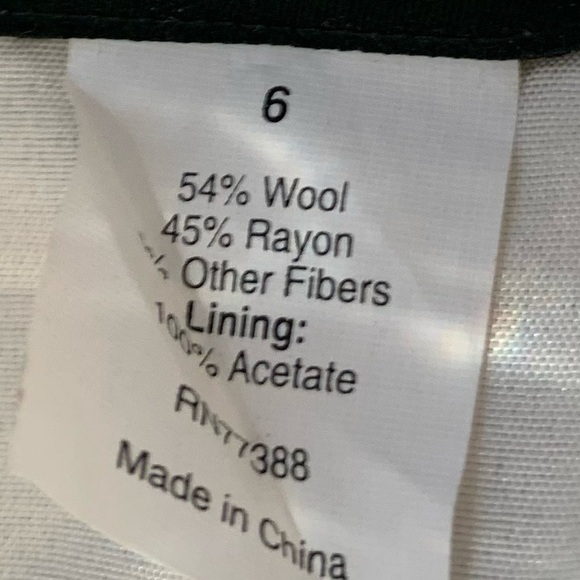 6
54% Wool
45% Rayon
% Other Fibers
Lining:
100% Acetate
RN77388
Made in China